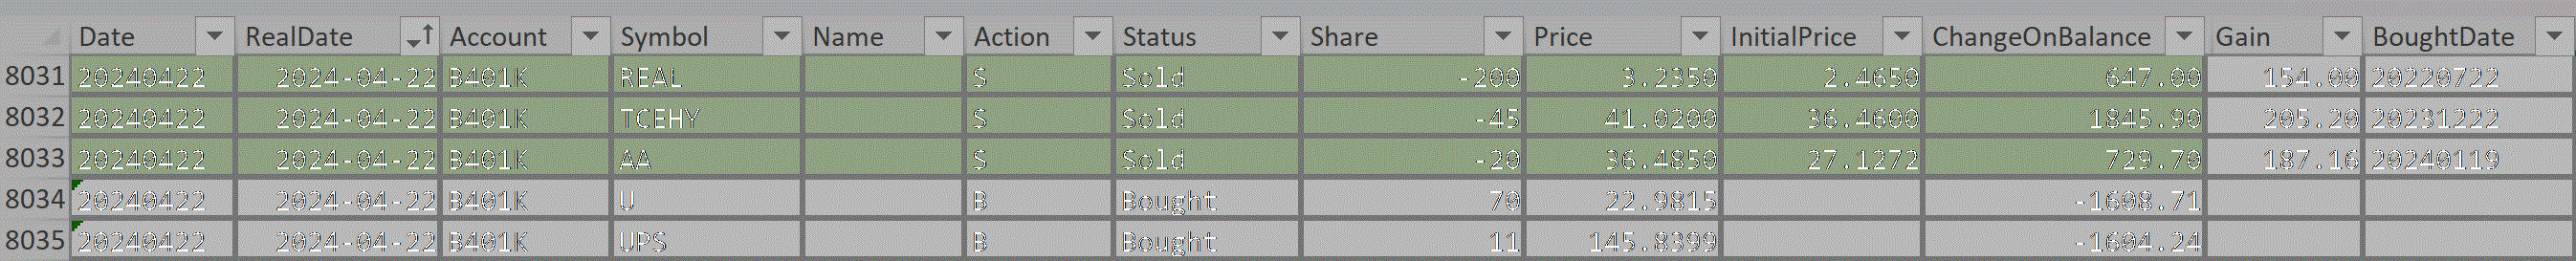 Date RealDate Account Symbol Name Action Status Share Price InitialPrice ChangeOnBalance Gain BoughtDate
8031 20240422 2024-04-22 B401K REAL S Sold -200 3.2350 2.4650 647.00 154.00 20220722
8032 20240422 2024-04-22 B401K TCEHY S Sold -45 41.0200 36.4600 1845.90 205.20 20231222
8033 20240422 2024-04-22 B401K AA S Sold -20 36.4850 27.1272 729.70 187.16 20240119
8034 20240422 2024-04-22 B401K U B Bought 70 22.9815 -1608.71
8035 20240422 2024-04-22 B401K UPS B Bought 11 145.8399 -1604.24